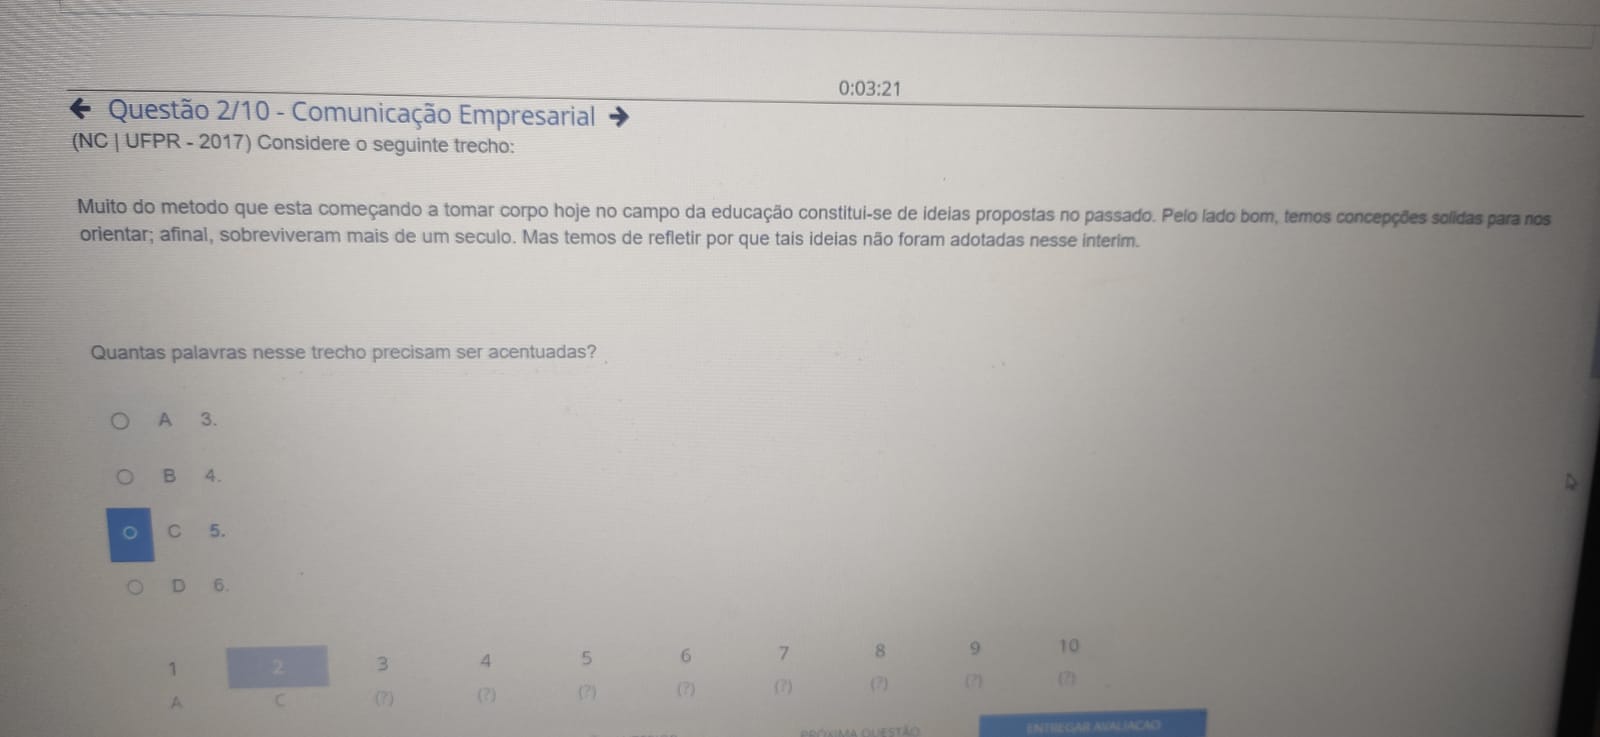 0:03:21
← Questão 2/10 - Comunicação Empresarial →
(NC | UFPR - 2017) Considere o seguinte trecho:
Muito do metodo que esta começando a tomar corpo hoje no campo da educação constitui-se de ideias propostas no passado. Pelo lado bom, temos concepções solidas para nos
orientar; afinal, sobreviveram mais de um seculo. Mas temos de refletir por que tais ideias não foram adotadas nesse interim.
Quantas palavras nesse trecho precisam ser acentuadas?
A 3.
B 4.
C 5.
D 6.
1 2 3 4 5 6 7 8 9 10
A C (?) (?) (?) (?) (?) (?) (?) (?)
PRÓXIMA QUESTÃO ENTREGAR AVALIACAO